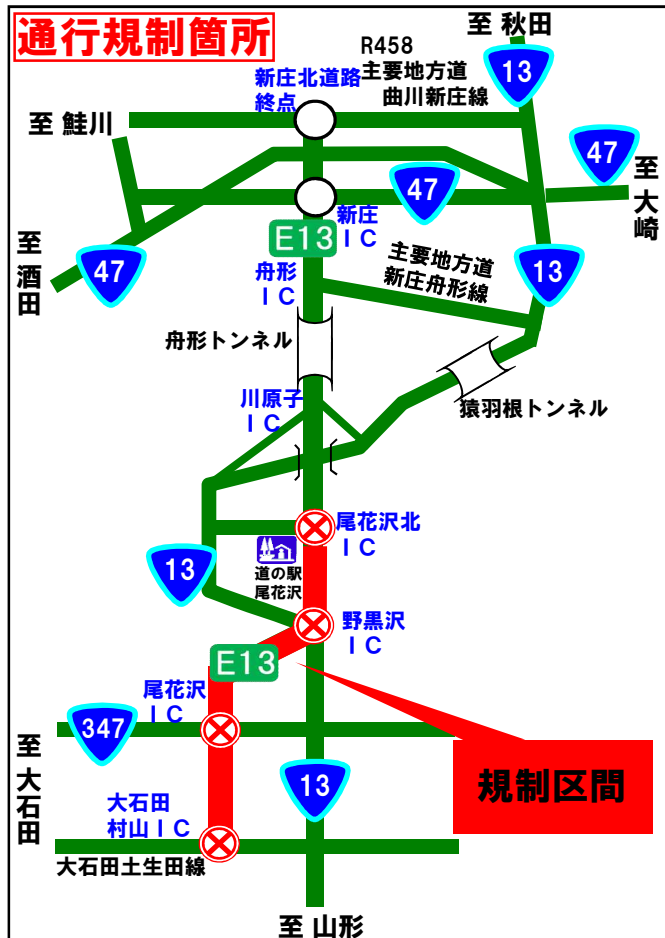 通行規制箇所
至 秋田
R458
主要地方道
曲川新庄線
13
新庄北道路
終点
至 鮭川
47
至 大崎
47
新庄
IC
E13
至 酒田
47
舟形
IC
主要地方道
新庄舟形線
13
舟形トンネル
猿羽根トンネル
川原子
IC
尾花沢北
IC
道の駅
尾花沢
13
野黒沢
IC
E13
尾花沢
IC
347
至 大石田
規制区間
13
大石田
村山IC
大石田土生田線
至 山形